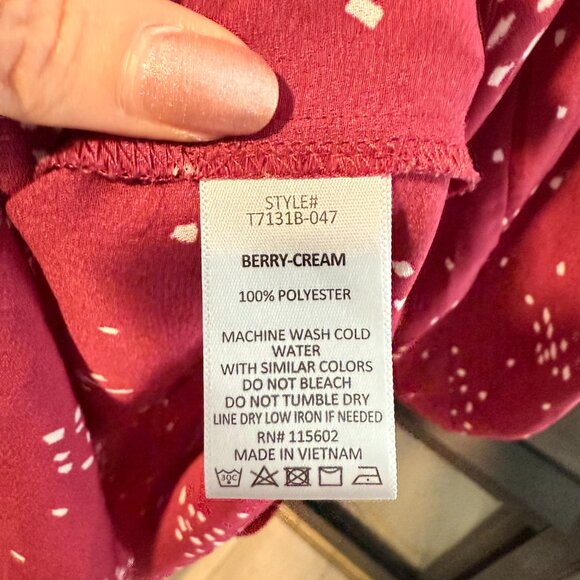 STYLE#
T7131B-047
BERRY-CREAM
100% POLYESTER
MACHINE WASH COLD
WATER
WITH SIMILAR COLORS
DO NOT BLEACH
DO NOT TUMBLE DRY
LINE DRY LOW IRON IF NEEDED
RN# 115602
MADE IN VIETNAM
30C